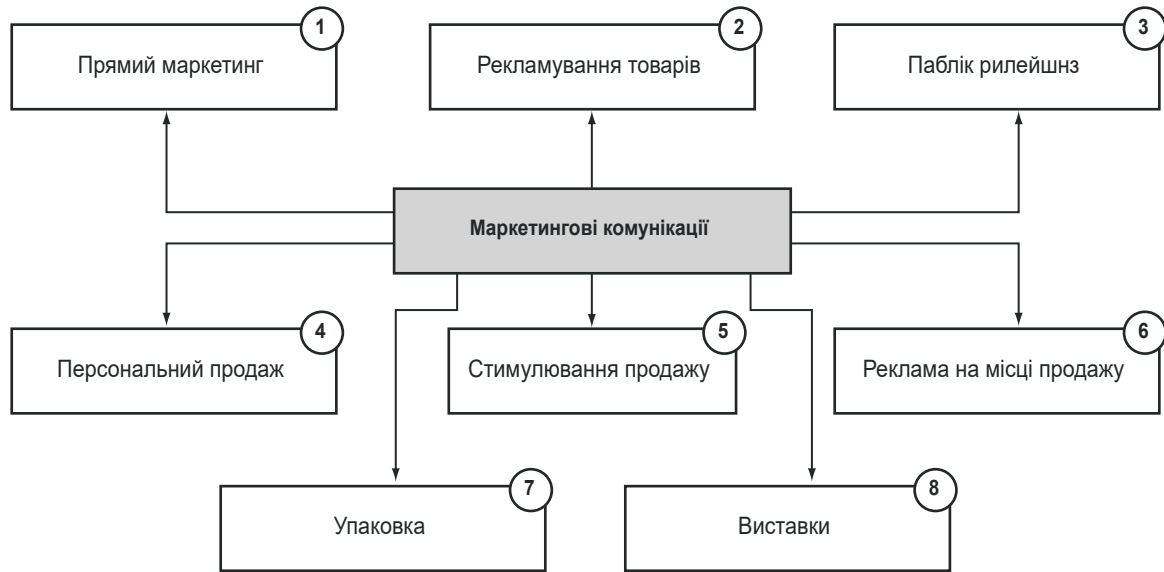 1
Прямий маркетинг
2
Рекламування товарів
3
Паблік рилейшнз
Маркетингові комунікації
4
Персональний продаж
5
Стимулювання продажу
6
Реклама на місці продажу
7
Упаковка
8
Виставки